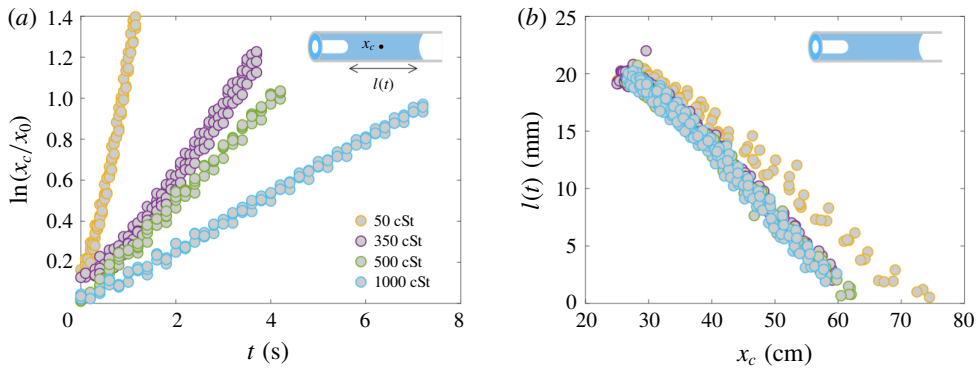 (a)
1.4
1.2
1.0
0.8
0.6
0.4
0.2
ln(x_c/x_0)
x_c
l(t)
50 cSt
350 cSt
500 cSt
1000 cSt
0 2 4 6 8
t (s)
(b)
25
20
15
10
5
0
l(t) (mm)
20 30 40 50 60 70 80
x_c (cm)